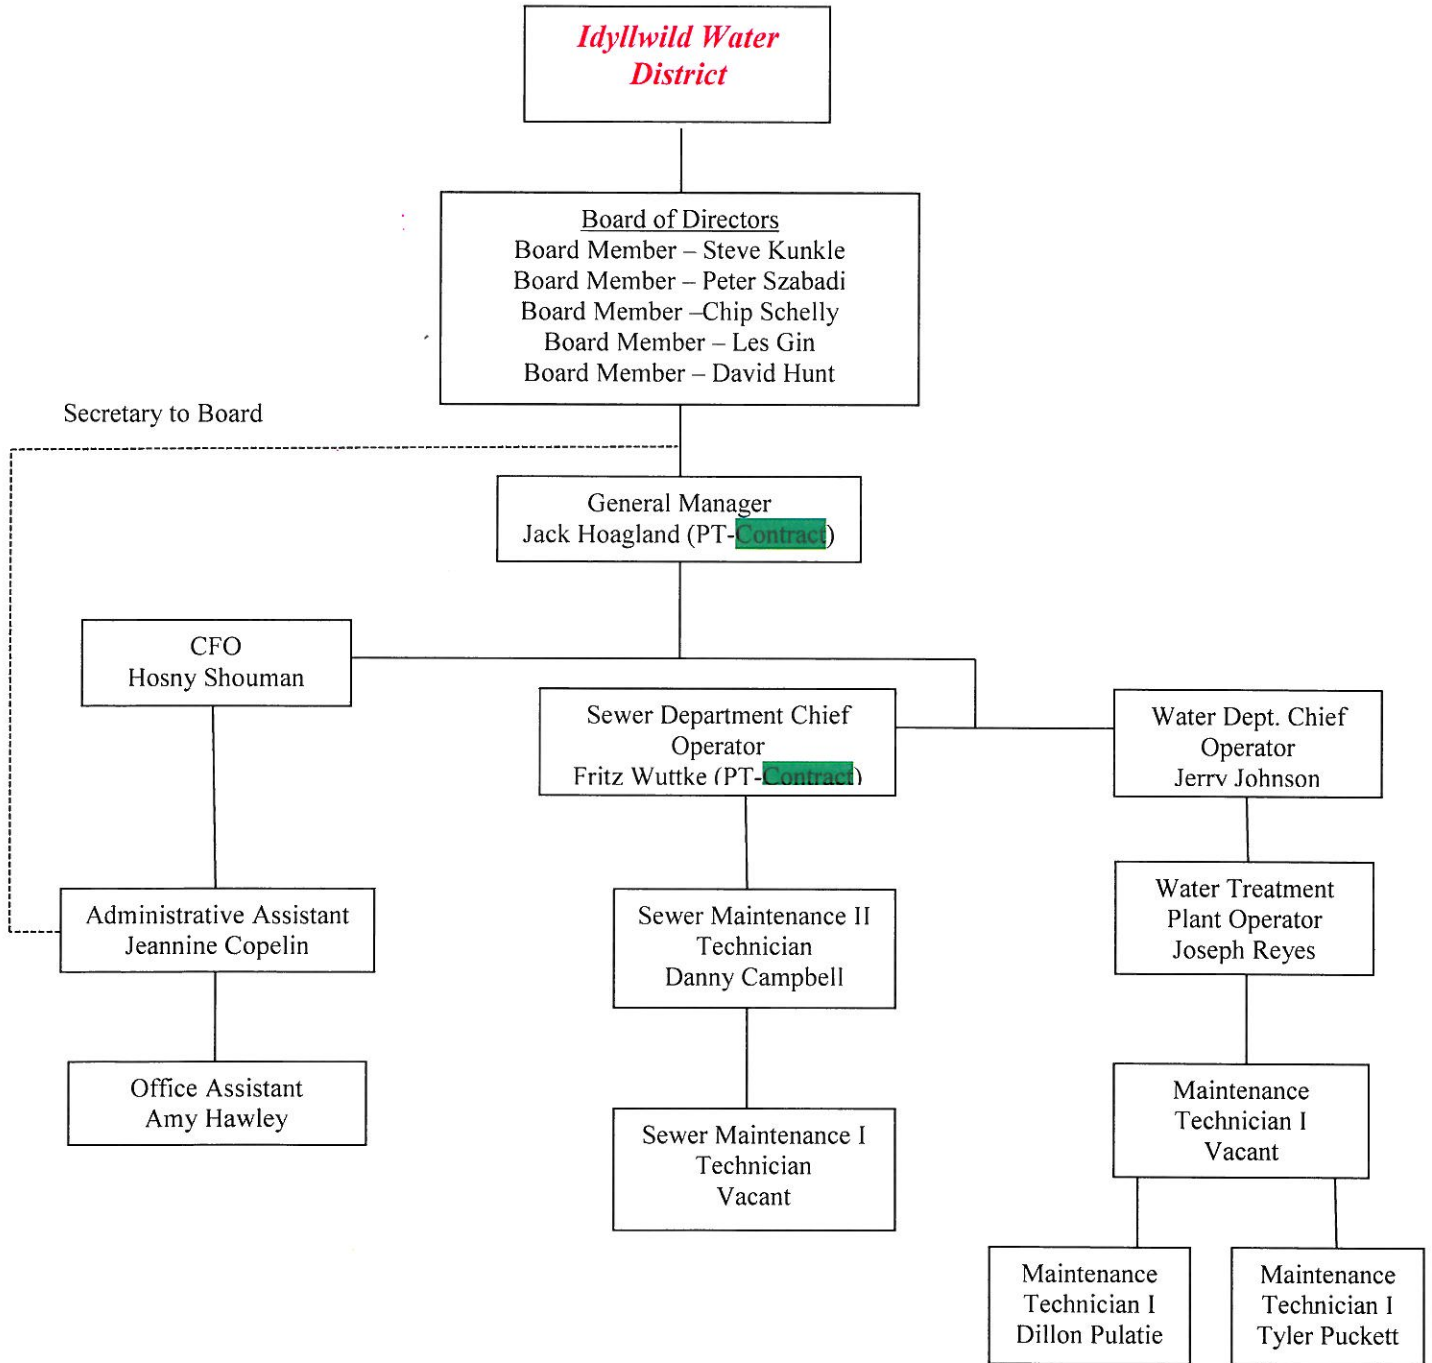 Idyllwild Water
District
Board of Directors
Board Member – Steve Kunkle
Board Member – Peter Szabadi
Board Member –Chip Schelly
Board Member – Les Gin
Board Member – David Hunt
Secretary to Board
General Manager
Jack Hoagland (PT-Contract)
CFO
Hosny Shouman
Sewer Department Chief
Operator
Fritz Wuttke (PT-Contract)
Water Dept. Chief
Operator
Jerry Johnson
Administrative Assistant
Jeannine Copelin
Sewer Maintenance II
Technician
Danny Campbell
Water Treatment
Plant Operator
Joseph Reyes
Office Assistant
Amy Hawley
Sewer Maintenance I
Technician
Vacant
Maintenance
Technician I
Vacant
Maintenance
Technician I
Dillon Pulatie
Maintenance
Technician I
Tyler Puckett